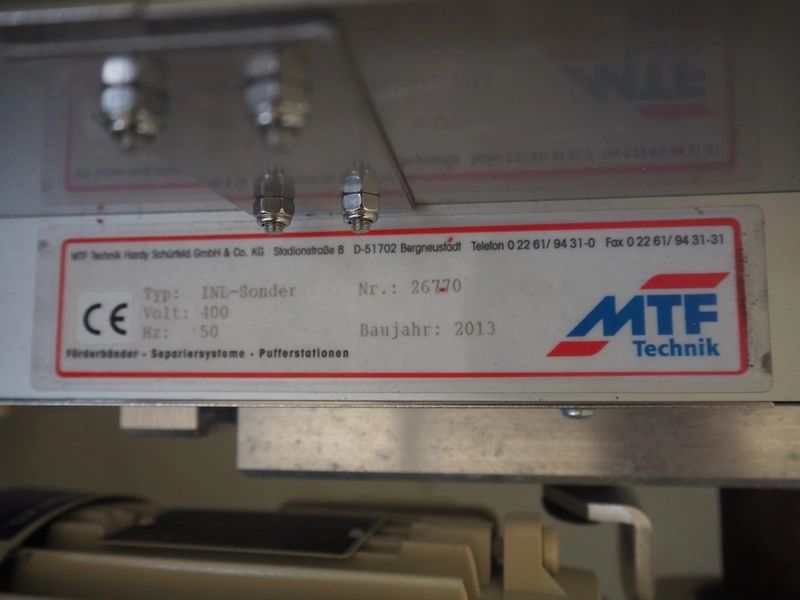 MTF Technik Hardy Schürfeld GmbH & Co. KG Stadionstraße 8 D-51702 Bergneustadt Telefon 0 22 61/ 94 31-0 Fax 0 22 61/ 94 31-31
CE
Typ: INL-Sonder Nr.: 26770
Volt: 400
Hz: 50 Baujahr: 2013
Förderbänder - Separiersysteme - Pufferstationen
MTF
Technik